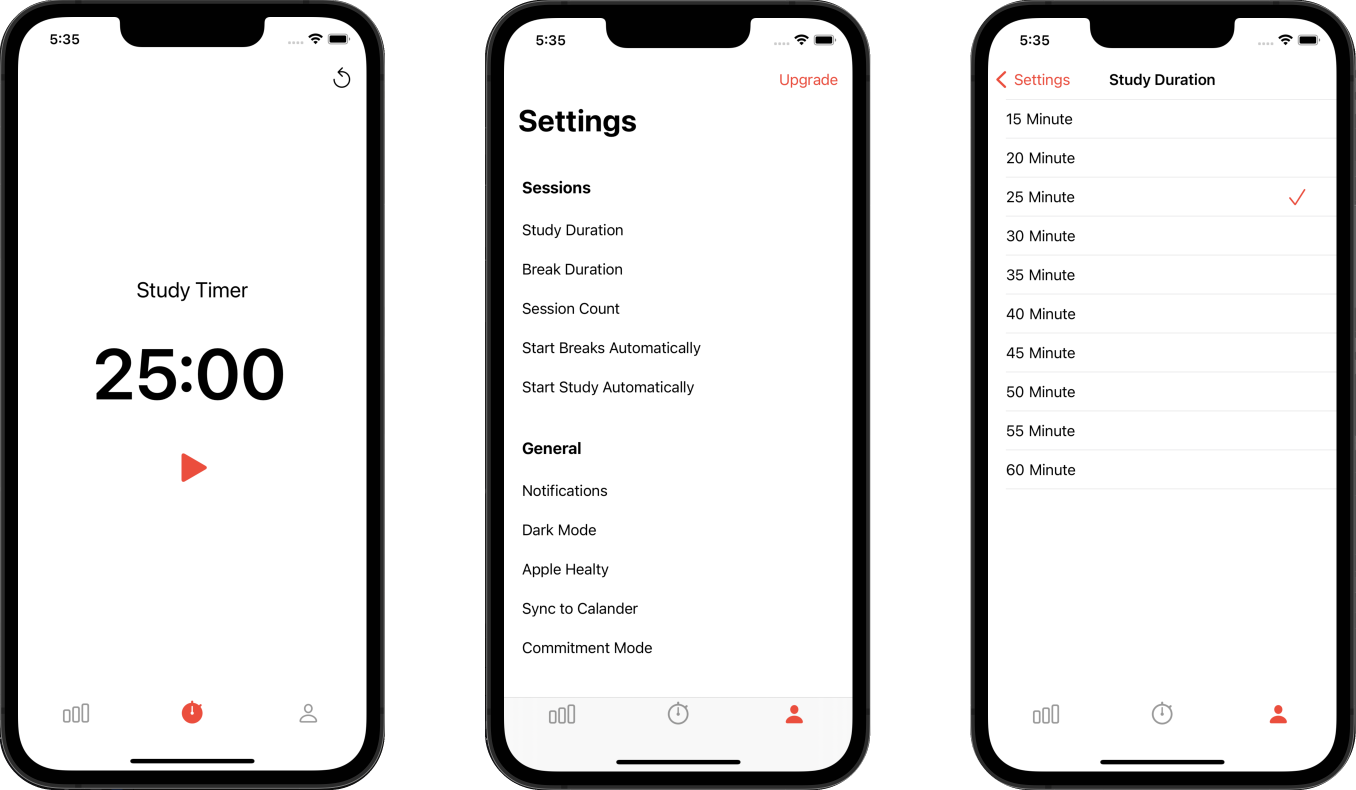 5:35
Study Timer
25:00
5:35
Upgrade
Settings
Sessions
Study Duration
Break Duration
Session Count
Start Breaks Automatically
Start Study Automatically
General
Notifications
Dark Mode
Apple Healty
Sync to Calander
Commitment Mode
5:35
Settings Study Duration
15 Minute
20 Minute
25 Minute
30 Minute
35 Minute
40 Minute
45 Minute
50 Minute
55 Minute
60 Minute